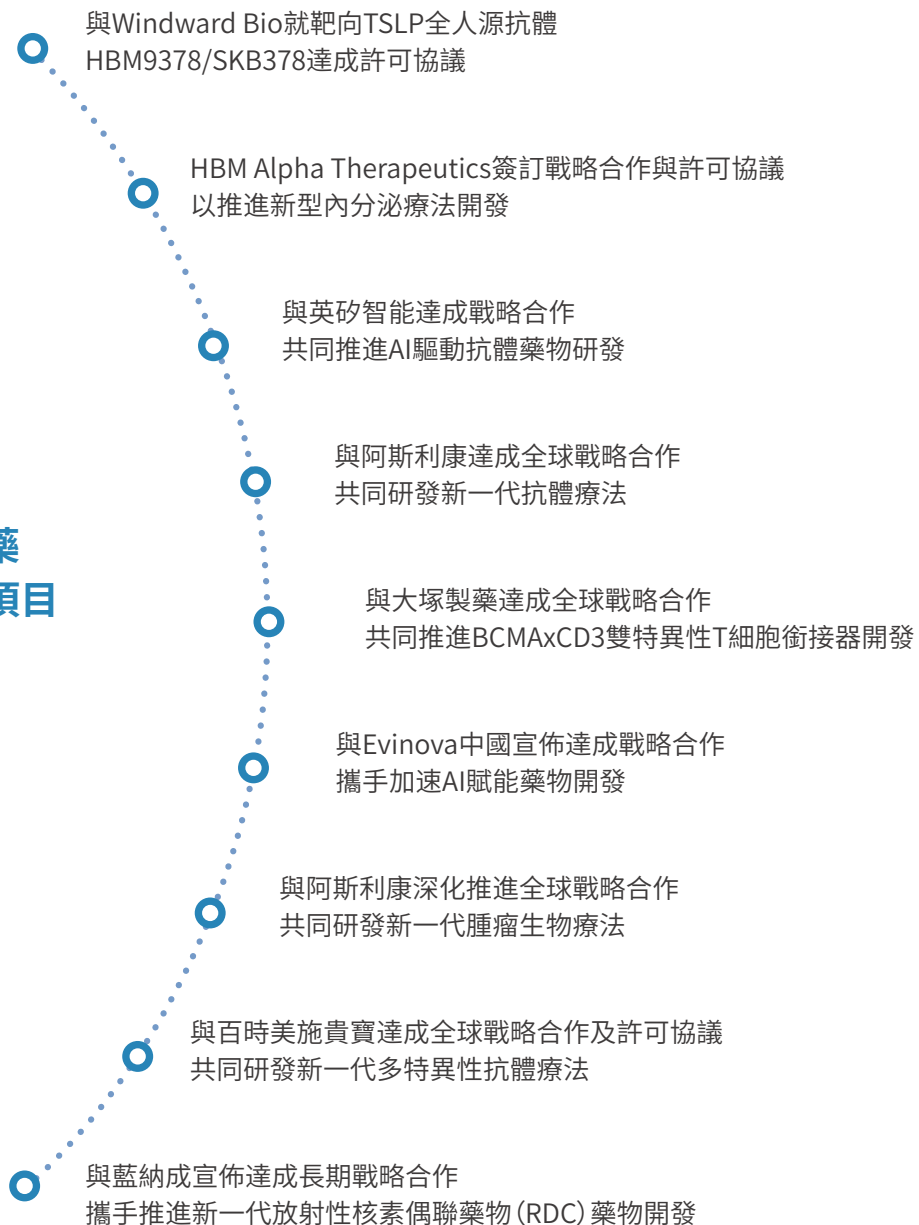 與Windward Bio就靶向TSLP全人源抗體
HBM9378/SKB378達成許可協議
HBM Alpha Therapeutics簽訂戰略合作與許可協議
以推進新型內分泌療法開發
與英矽智能達成戰略合作
共同推進AI驅動抗體藥物研發
與阿斯利康達成全球戰略合作
共同研發新一代抗體療法
藥
項目
與大塚製藥達成全球戰略合作
共同推進BCMAxCD3雙特異性T細胞銜接器開發
與Evinova中國宣佈達成戰略合作
攜手加速AI賦能藥物開發
與阿斯利康深化推進全球戰略合作
共同研發新一代腫瘤生物療法
與百時美施貴寶達成全球戰略合作及許可協議
共同研發新一代多特異性抗體療法
與藍納成宣佈達成長期戰略合作
攜手推進新一代放射性核素偶聯藥物(RDC)藥物開發